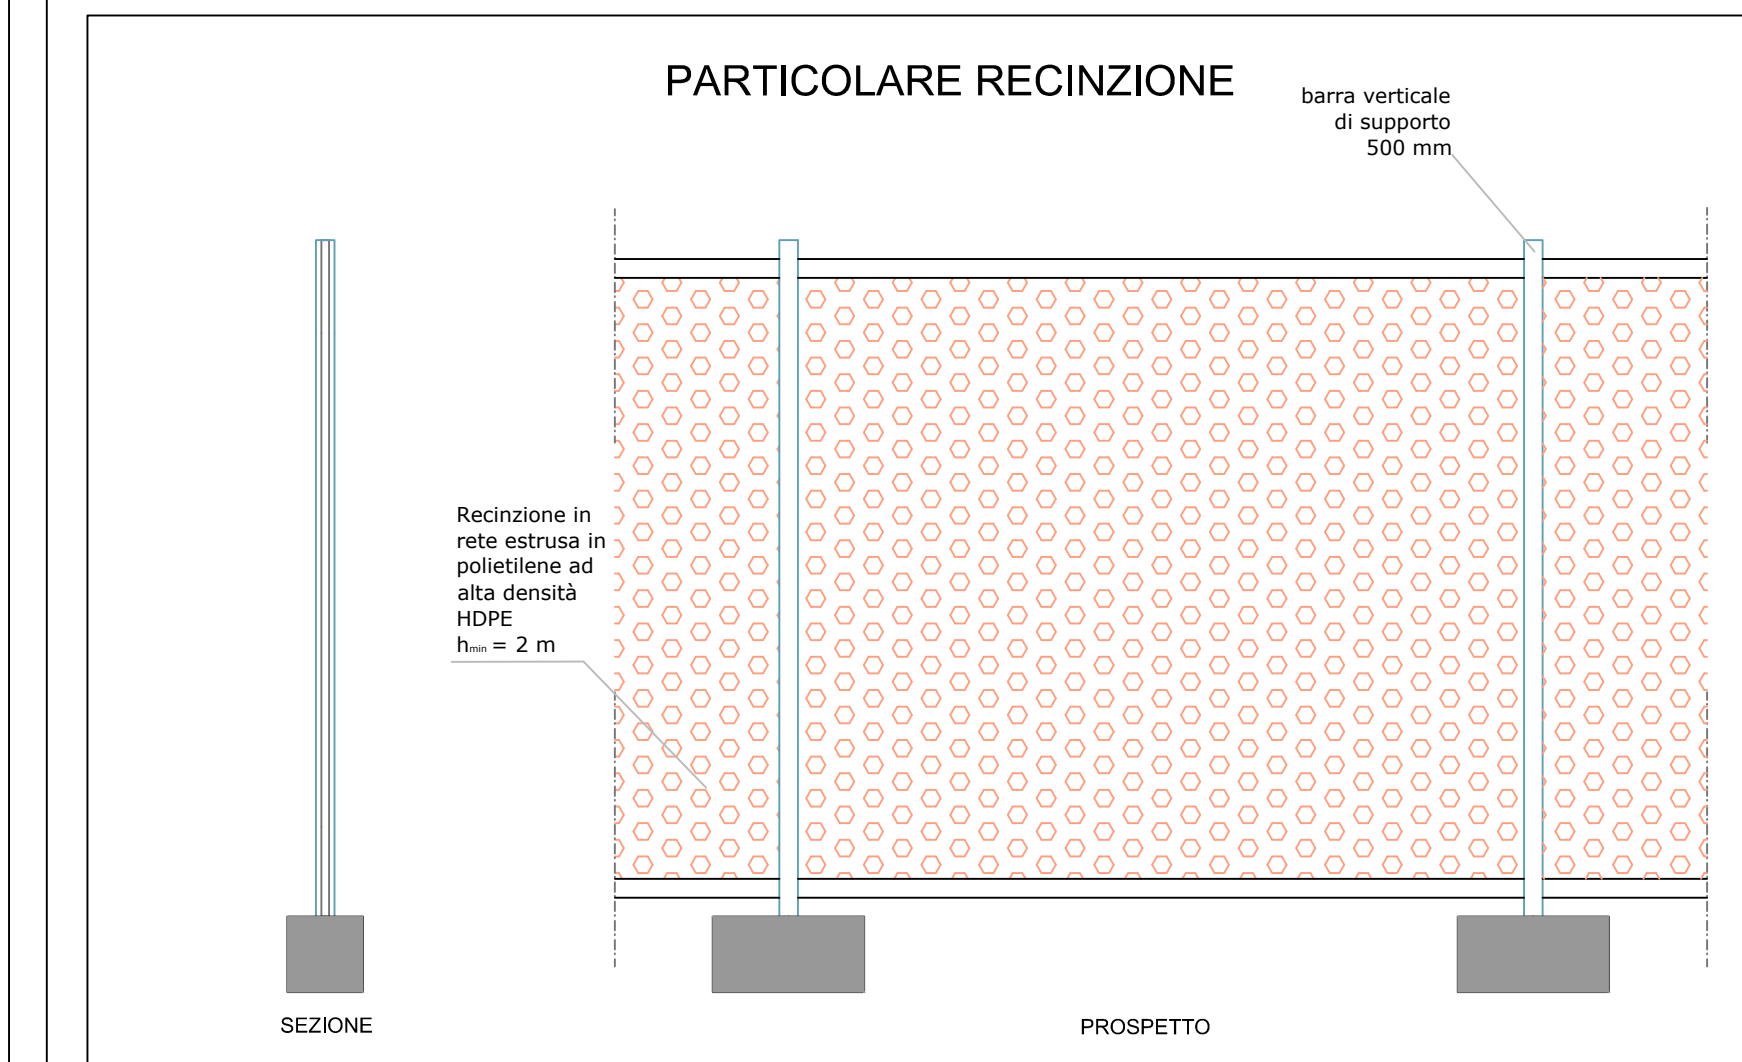 PARTICOLARE RECINZIONE
barra verticale
di supporto
500 mm
Recinzione in
rete estrusa in
polietilene ad
alta densità
HDPE
hmin = 2 m
SEZIONE
PROSPETTO